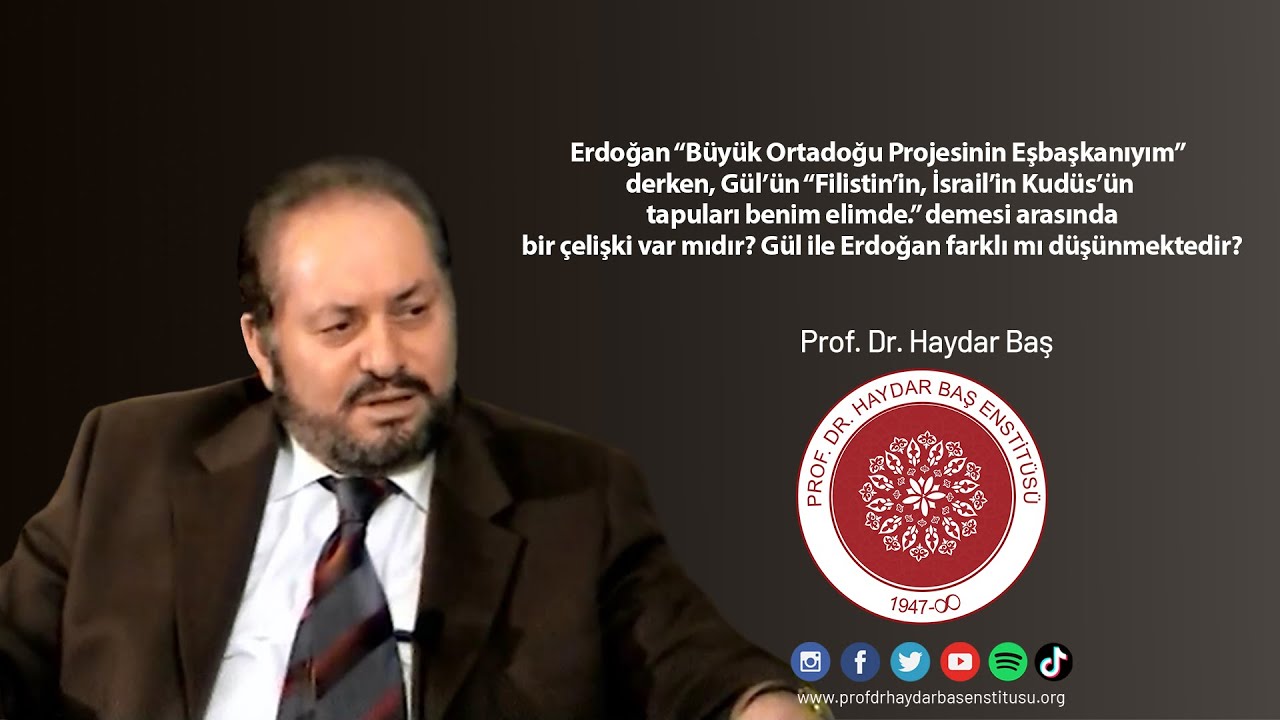 Erdoğan “Büyük Ortadoğu Projesinin Eşbaşkanıyım”
derken, Gül’ün “Filistin’in, İsrail’in Kudüs’ün
tapuları benim elimde.” demesi arasında
bir çelişki var mıdır? Gül ile Erdoğan farklı mı düşünmektedir?
Prof. Dr. Haydar Baş
PROF. DR. HAYDAR BAŞ ENSTİTÜSÜ
1947-∞
www.profdrhaydarbasenstitusu.org